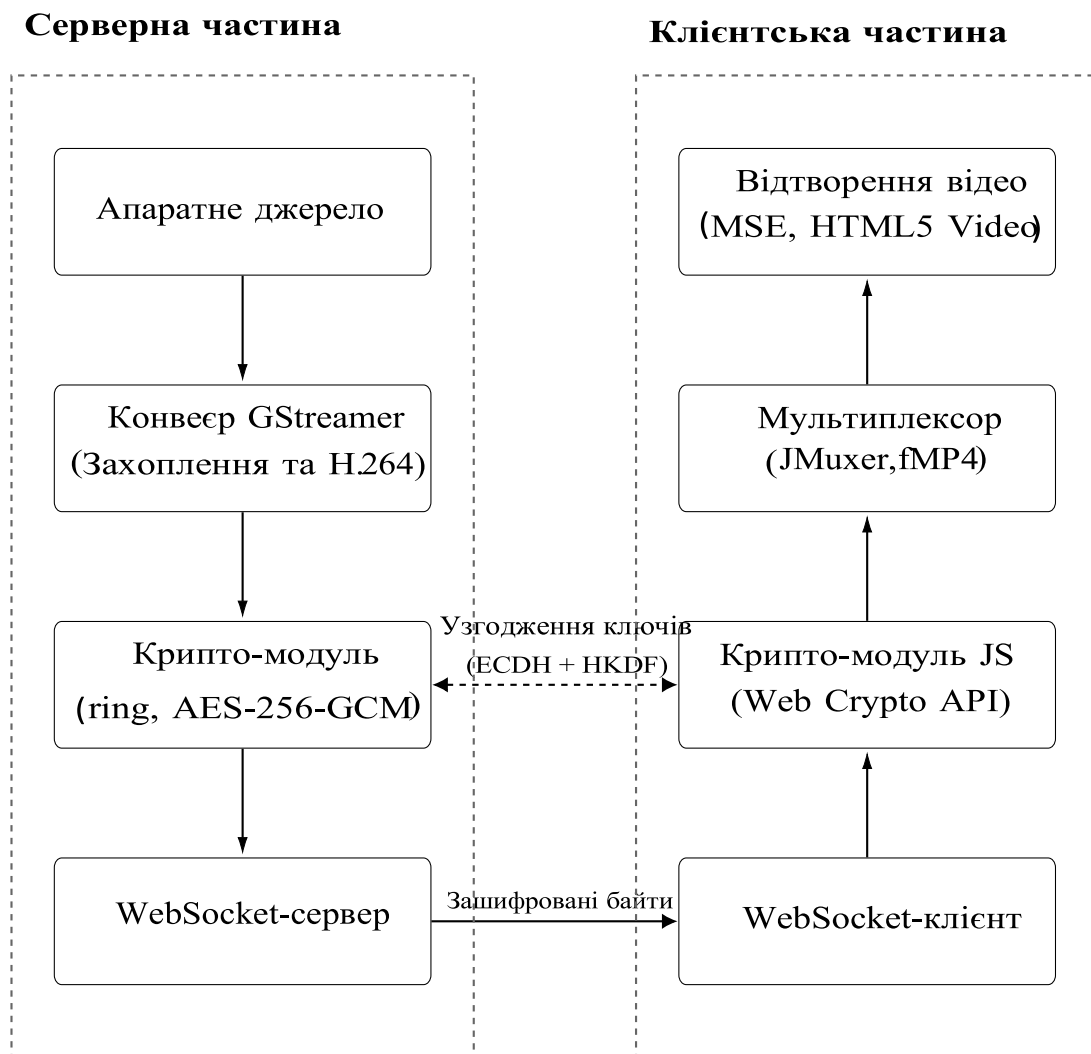 Серверна частина
Апаратне джерело
Конвеєр GStreamer
(Захоплення та H.264)
Крипто-модуль
(ring, AES-256-GCM)
WebSocket-сервер
Узгодження ключів
(ECDH + HKDF)
Зашифровані байти
Клієнтська частина
Відтворення відео
(MSE, HTML5 Video)
Мультиплексор
(JMuxer,fMP4)
Крипто-модуль JS
(Web Crypto API)
WebSocket-клієнт